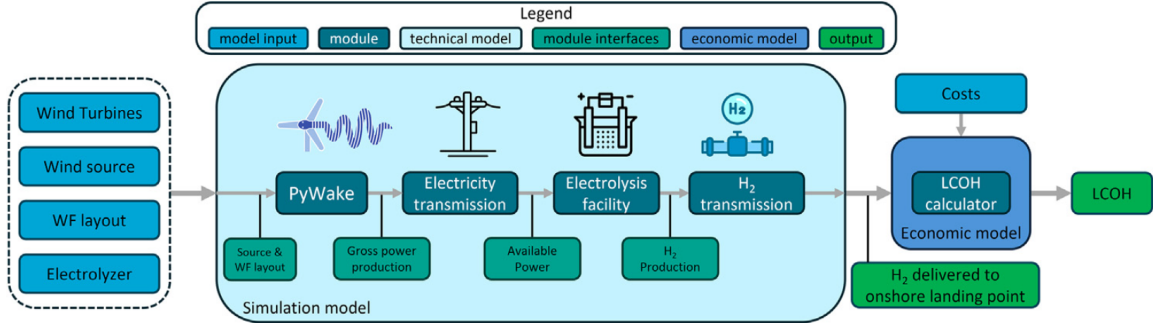 Legend
model input
module
technical model
module interfaces
economic model
output
Wind Turbines
Wind source
WF layout
Electrolyzer
+ -
H₂
PyWake
Electricity
transmission
Electrolysis
facility
H₂
transmission
Source &
WF layout
Gross power
production
Available
Power
H₂
Production
Simulation model
Costs
LCOH
calculator
Economic model
LCOH
H₂ delivered to
onshore landing point